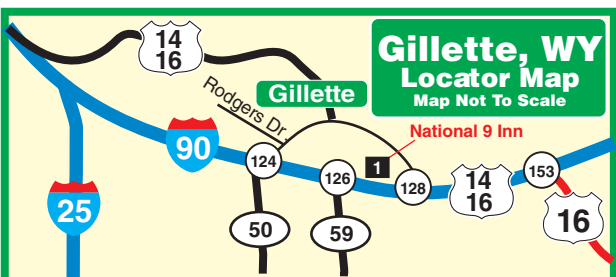 14
16
Gillette, WY
Locator Map
Map Not To Scale
Rodgers Dr.
Gillette
National 9 Inn
90
124
1
153
126
128
14
16
25
50
59
16